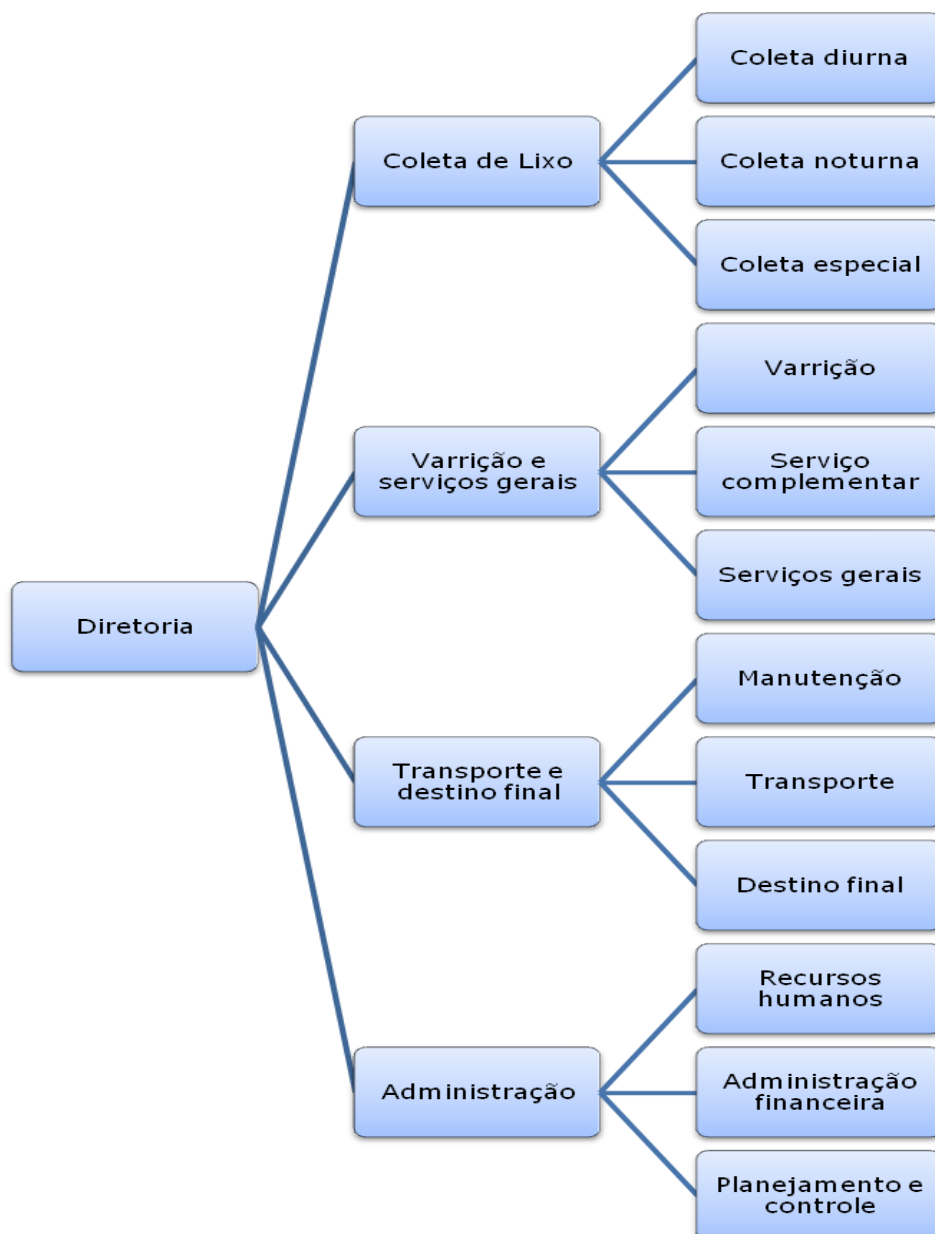 Coleta diurna
Coleta de Lixo
Coleta noturna
Coleta especial
Varrição
Varrição e
serviços gerais
Serviço
complementar
Serviços gerais
Diretoria
Manutenção
Transporte e
destino final
Transporte
Destino final
Recursos
humanos
Administração
Administração
financeira
Planejamento e
controle